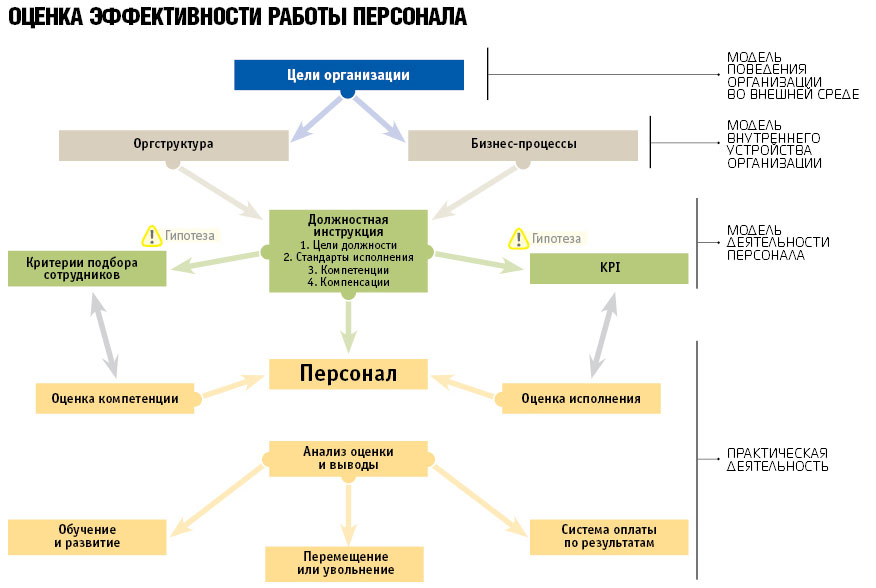 ОЦЕНКА ЭФФЕКТИВНОСТИ РАБОТЫ ПЕРСОНАЛА
Цели организации
МОДЕЛЬ
ПОВЕДЕНИЯ
ОРГАНИЗАЦИИ
ВО ВНЕШНЕЙ СРЕДЕ
Оргструктура
Бизнес-процессы
МОДЕЛЬ
ВНУТРЕННЕГО
УСТРОЙСТВА
ОРГАНИЗАЦИИ
Должностная
инструкция
1. Цели должности
2. Стандарты исполнения
3. Компетенции
4. Компенсации
Гипотеза
Гипотеза
Критерии подбора
сотрудников
KPI
МОДЕЛЬ
ДЕЯТЕЛЬНОСТИ
ПЕРСОНАЛА
Персонал
Оценка компетенции
Оценка исполнения
Анализ оценки
и выводы
ПРАКТИЧЕСКАЯ
ДЕЯТЕЛЬНОСТЬ
Обучение
и развитие
Перемещение
или увольнение
Система оплаты
по результатам